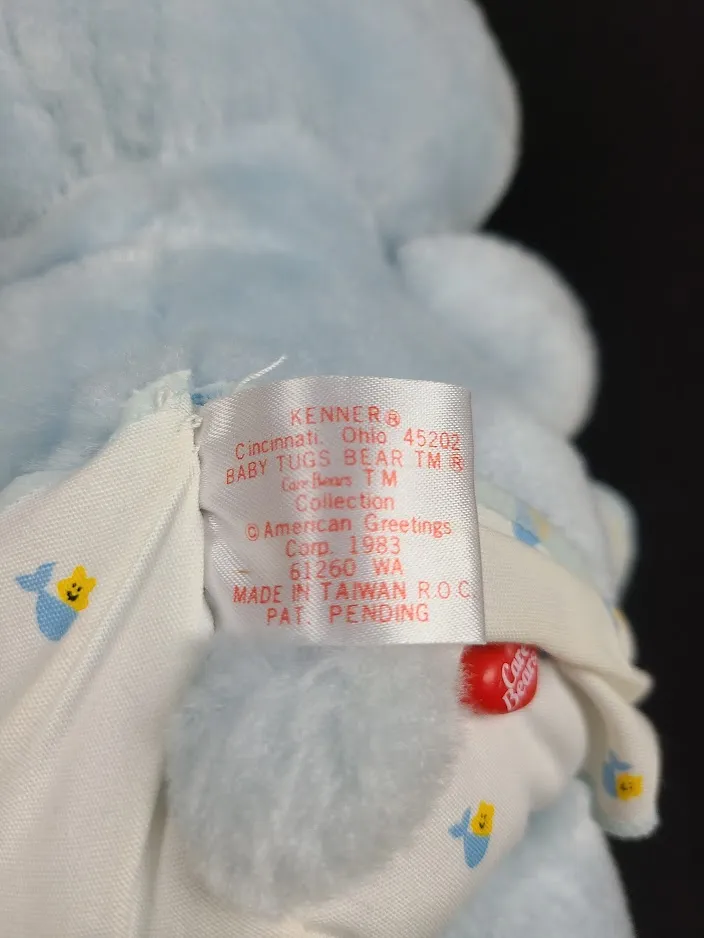 KENNER®
Cincinnati. Ohio 45202
BABY TUGS BEAR TM ®
Care Bears TM
Collection
© American Greetings
Corp. 1983
61260 WA
MADE IN TAIWAN R.O.C.
PAT. PENDING
Care
Bears